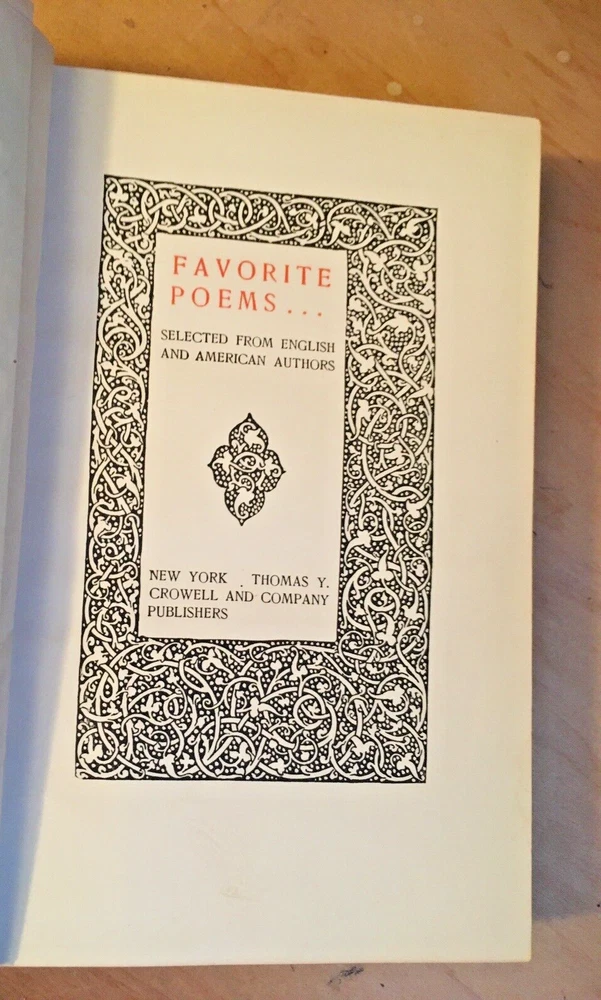 FAVORITE
POEMS...
SELECTED FROM ENGLISH
AND AMERICAN AUTHORS
NEW YORK . THOMAS Y.
CROWELL AND COMPANY
PUBLISHERS